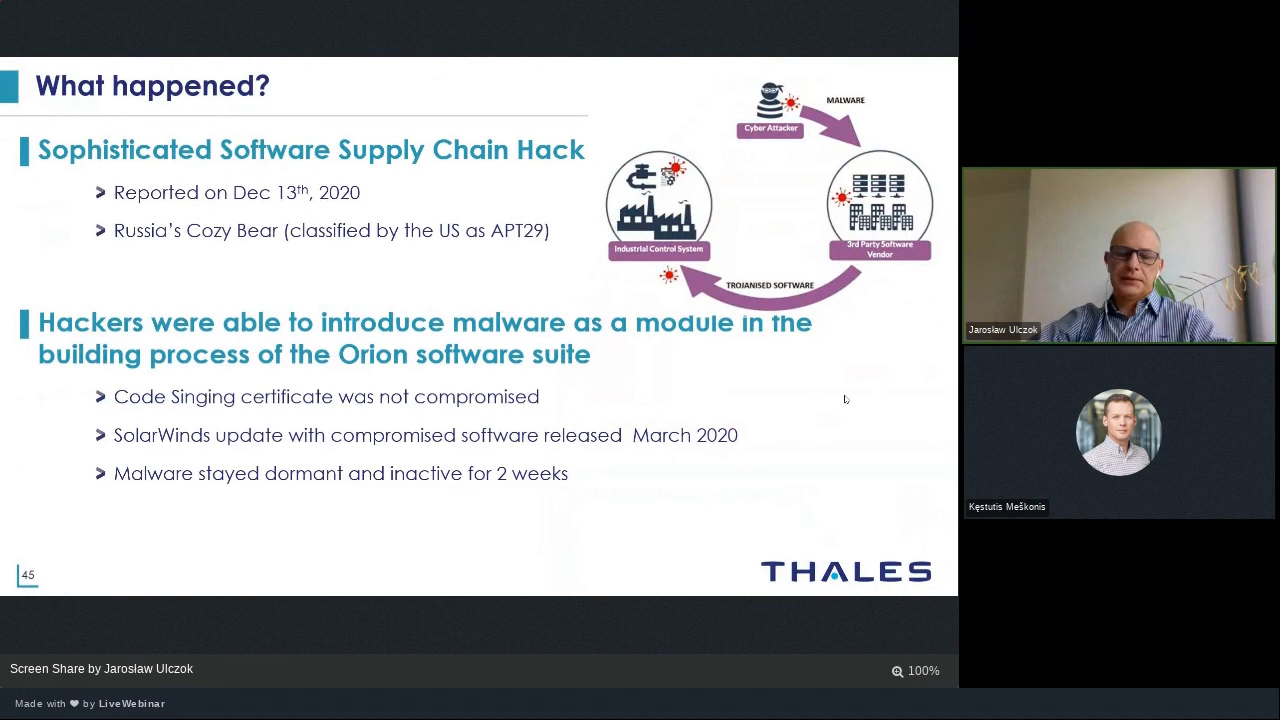 What happened?
Sophisticated Software Supply Chain Hack
Reported on Dec 13th, 2020
Russia's Cozy Bear (classified by the US as APT29)
MALWARE
Cyber Attacker
Industrial Control System
3rd Party Software
Vendor
TROJANISED SOFTWARE
Hackers were able to introduce malware as a module in the
building process of the Orion software suite
Code Singing certificate was not compromised
SolarWinds update with compromised software released March 2020
Malware stayed dormant and inactive for 2 weeks
45
THALES
Jarosław Ulczok
Kęstutis Meškonis
Screen Share by Jarosław Ulczok
100%
Made with ❤ by LiveWebinar